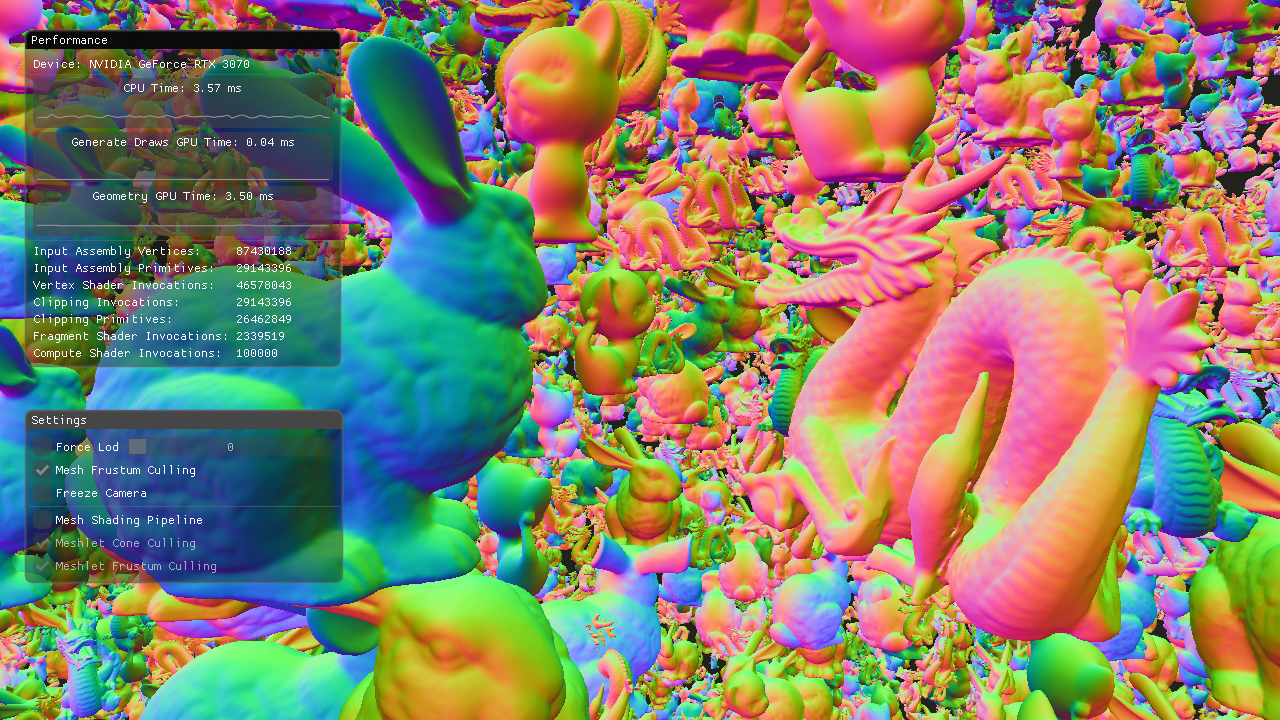 Performance
Device: NVIDIA GeForce RTX 3070
CPU Time: 3.57 ms
Generate Draws GPU Time: 0.04 ms
Geometry GPU Time: 3.50 ms
Input Assembly Vertices: 87430188
Input Assembly Primitives: 29143396
Vertex Shader Invocations: 46578043
Clipping Invocations: 29143396
Clipping Primitives: 26462849
Fragment Shader Invocations: 2339519
Compute Shader Invocations: 100000
Settings
Force Lod 0
Mesh Frustum Culling
Freeze Camera
Mesh Shading Pipeline
Meshlet Cone Culling
Meshlet Frustum Culling